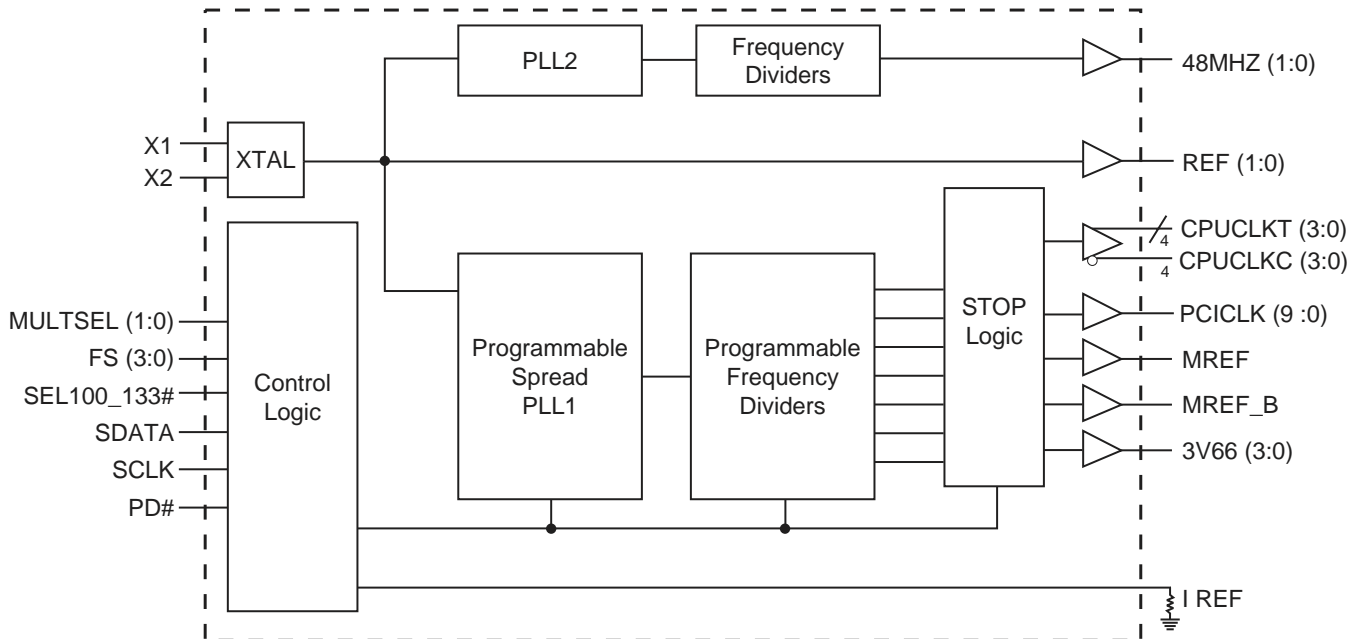 PLL2
Frequency
Dividers
48MHZ (1:0)
X1
X2
XTAL
REF (1:0)
CPUCLKT (3:0)
4
CPUCLKC (3:0)
4
MULTSEL (1:0)
FS (3:0)
SEL100_133#
SDATA
SCLK
PD#
Control
Logic
Programmable
Spread
PLL1
Programmable
Frequency
Dividers
STOP
Logic
PCICLK (9 :0)
MREF
MREF_B
3V66 (3:0)
I REF